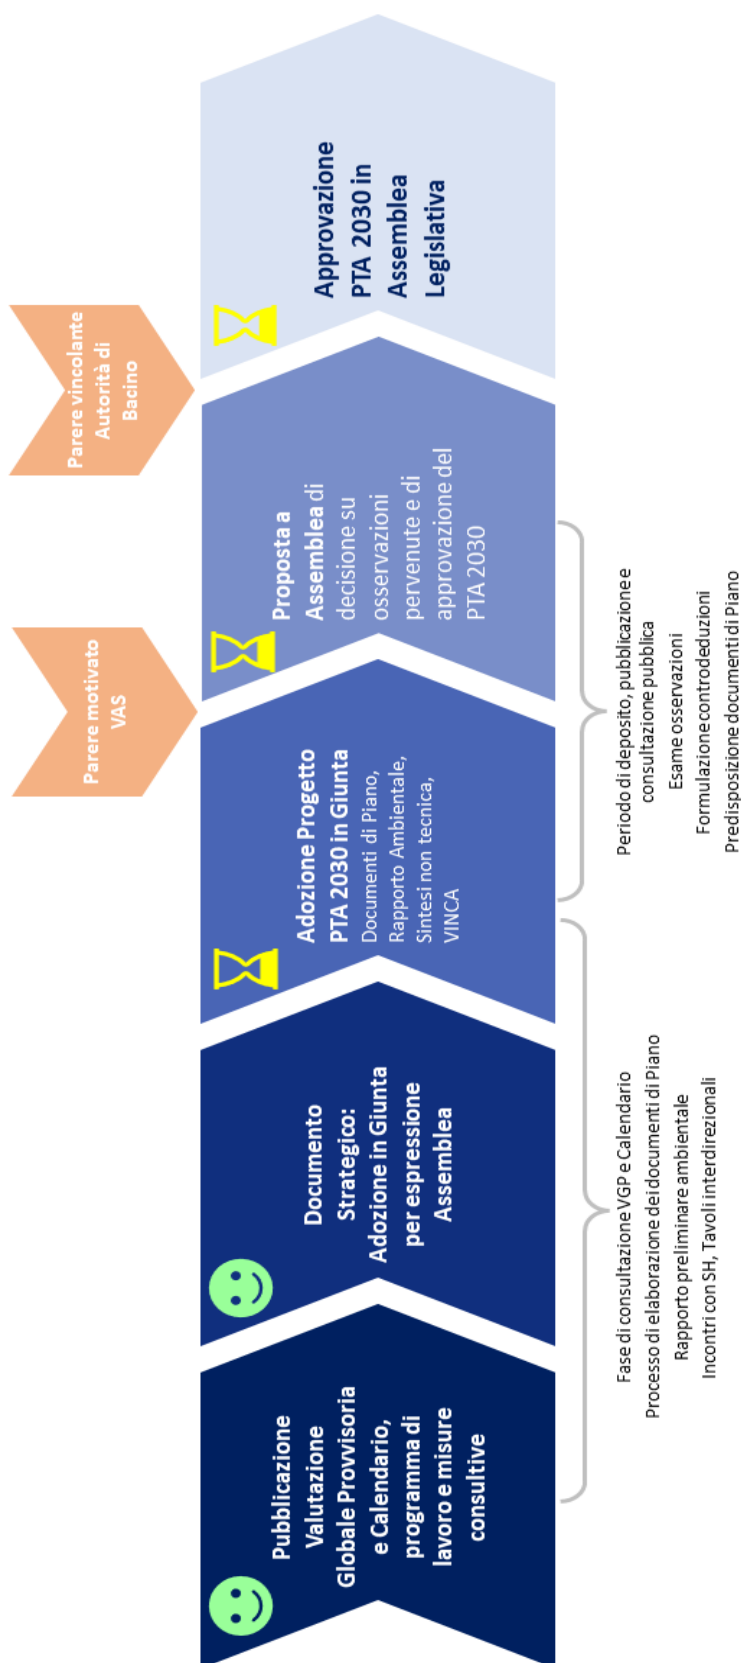 Parere motivato
VAS
Parere vincolante
Autorità di
Bacino
Pubblicazione
Valutazione
Globale Provvisoria
e Calendario,
programma di
lavoro e misure
consultive
Documento
Strategico:
Adozione in Giunta
per espressione
Assemblea
Adozione Progetto
PTA 2030 in Giunta
Documenti di Piano,
Rapporto Ambientale,
Sintesi non tecnica,
VINCA
Proposta a
Assemblea di
decisione su
osservazioni
pervenute e di
approvazione del
PTA 2030
Approvazione
PTA 2030 in
Assemblea
Legislativa
Fase di consultazione VGP e Calendario
Processo di elaborazione dei documenti di Piano
Rapporto preliminare ambientale
Incontri con SH, Tavoli interdirezionali
Periodo di deposito, pubblicazione e
consultazione pubblica
Esame osservazioni
Formulazione controdeduzioni
Predisposizione documenti di Piano